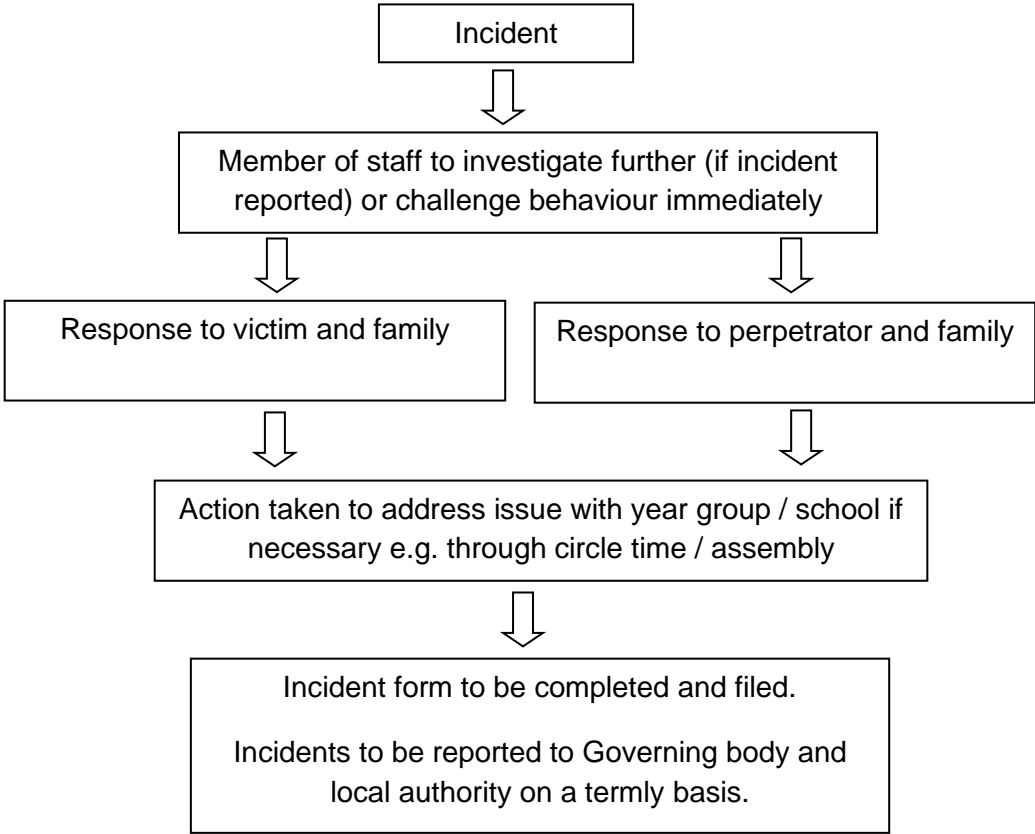 Incident
Member of staff to investigate further (if incident
reported) or challenge behaviour immediately
Response to victim and family
Response to perpetrator and family
Action taken to address issue with year group / school if
necessary e.g. through circle time / assembly
Incident form to be completed and filed.
Incidents to be reported to Governing body and
local authority on a termly basis.